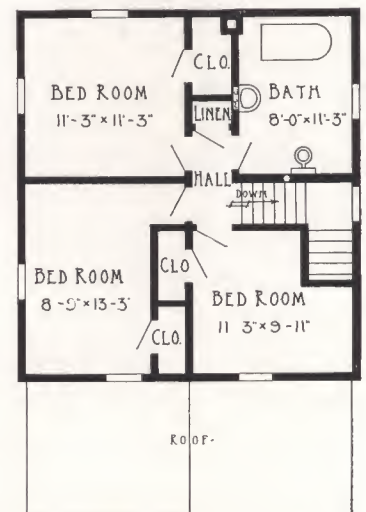 CLO.
BED ROOM
11'-3" × 11'-3"
LINEN
BATH
8'-0" × 11'-3"
HALL
DOWN
CLO
BED ROOM
8-9" × 13-3'
BED ROOM
11 3" × 9-11"
CLO.
ROOF-